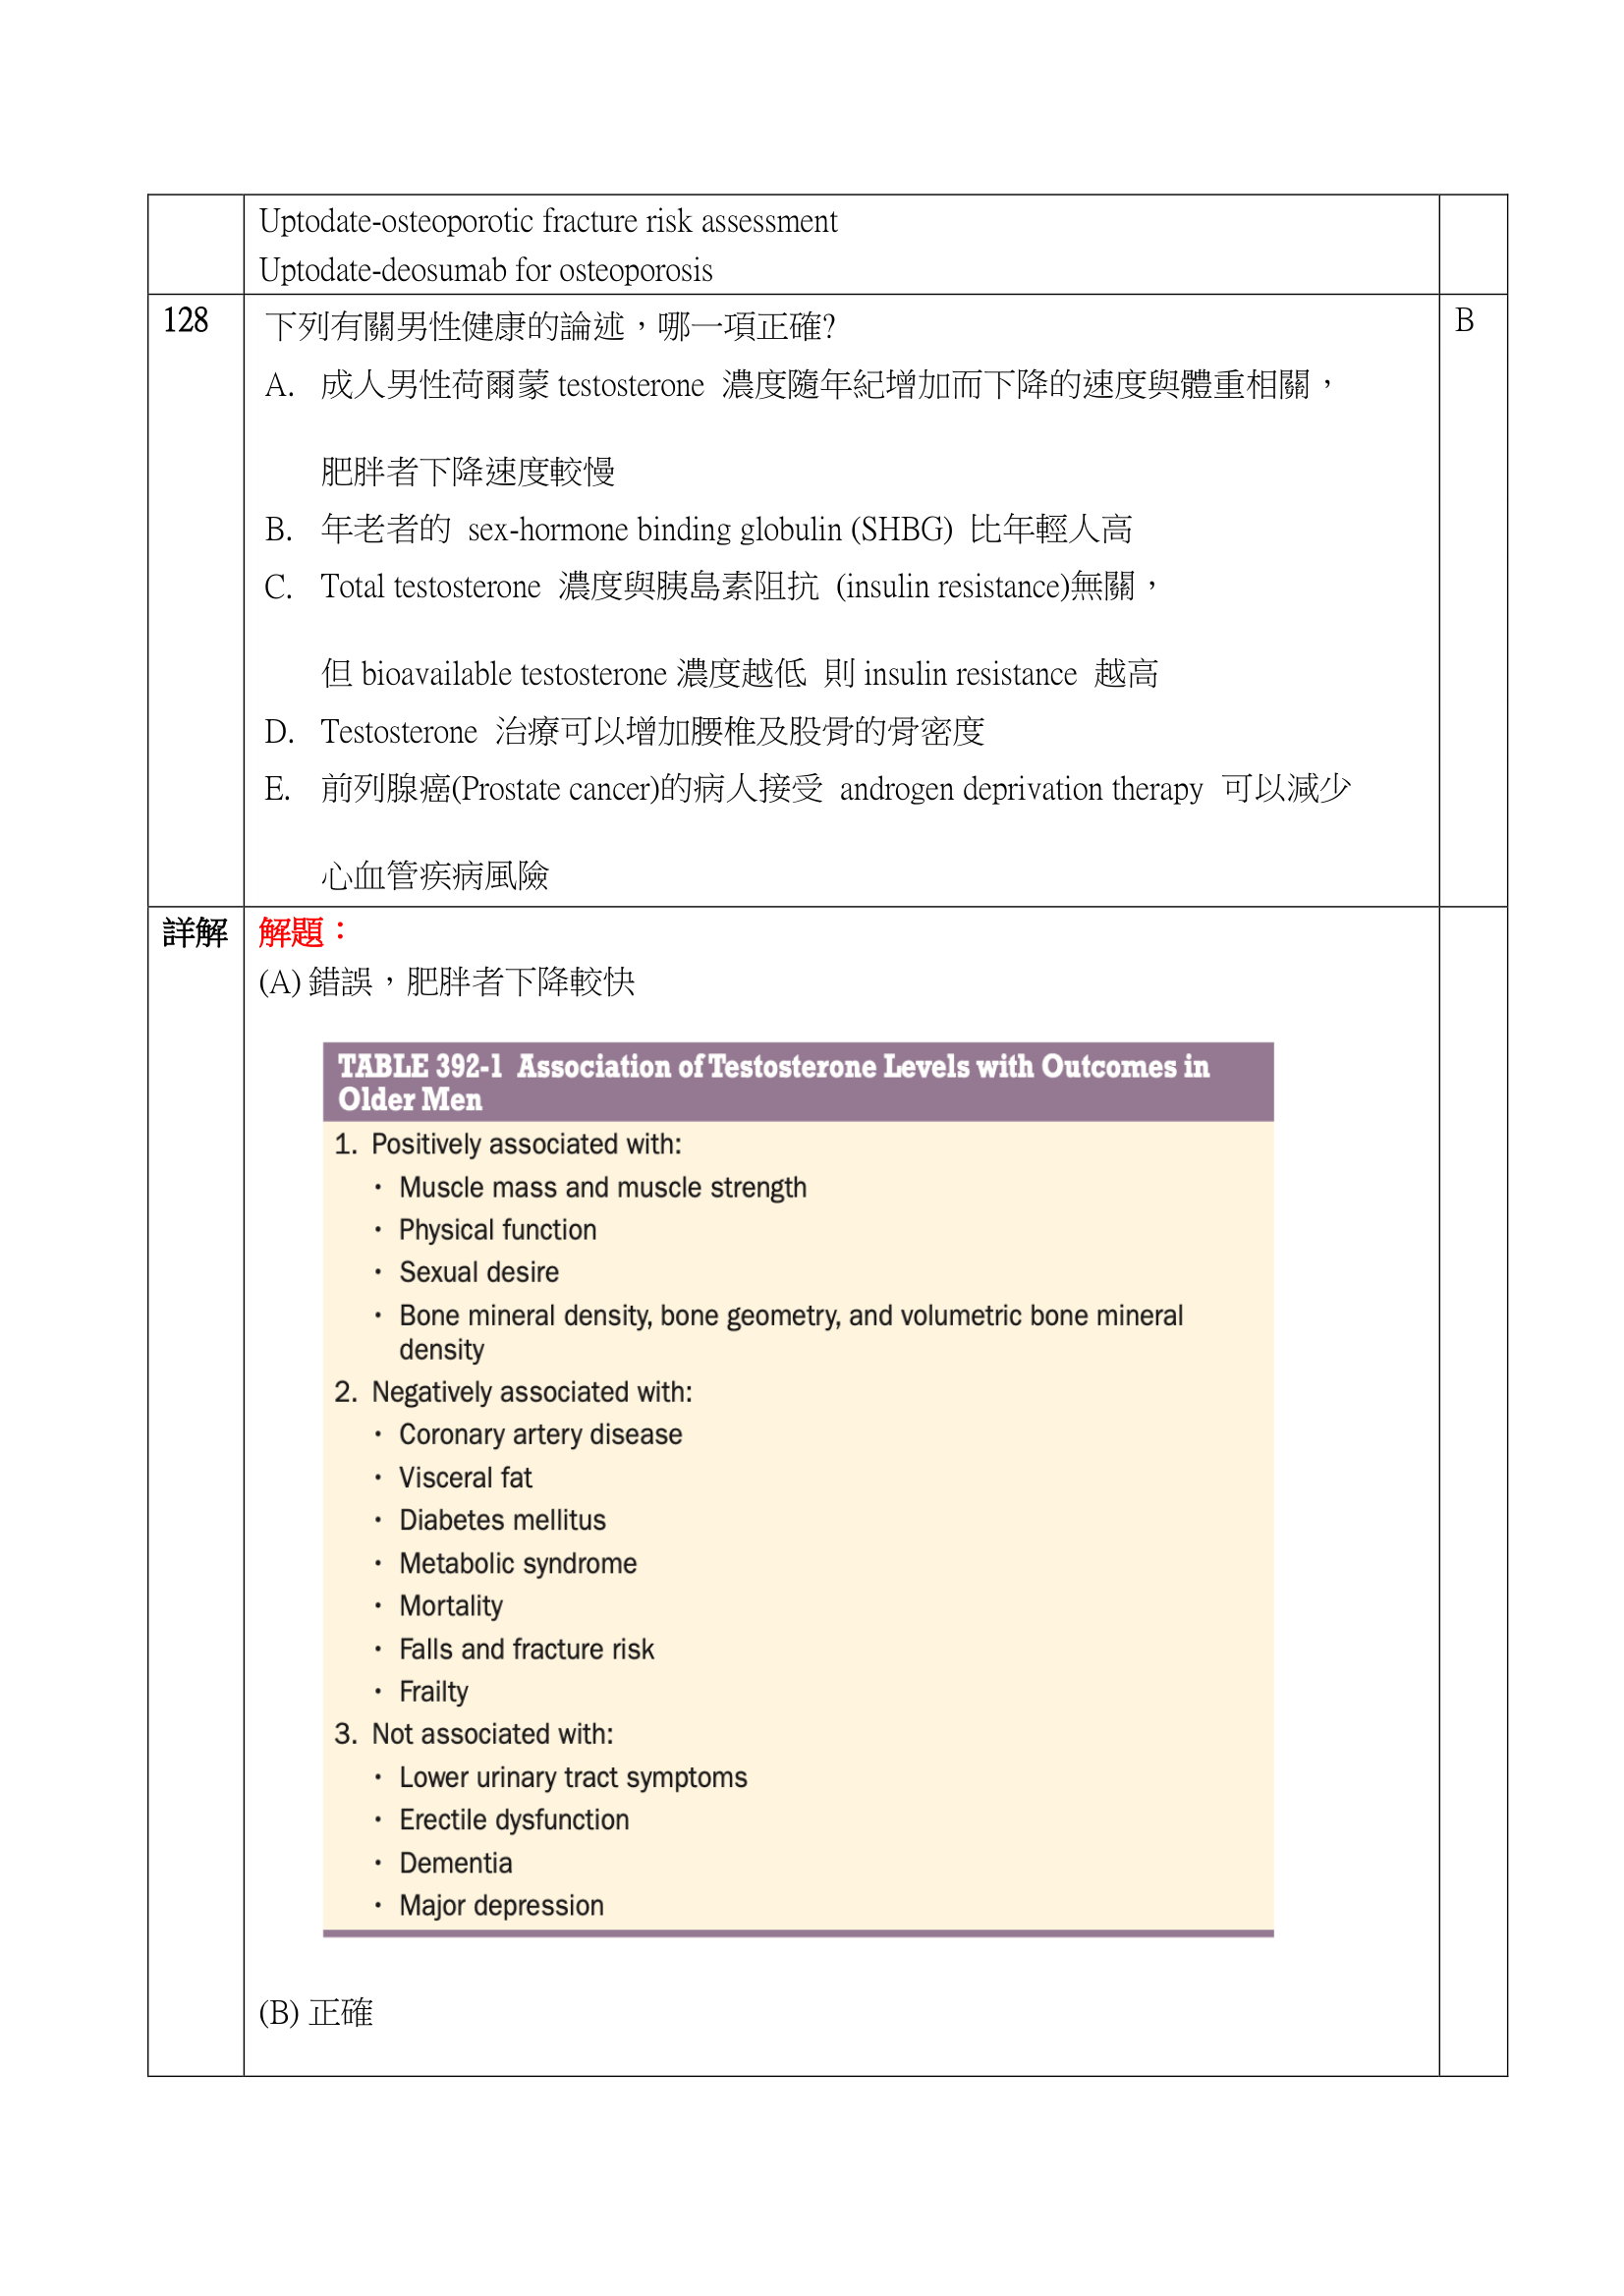 Uptodate-osteoporotic fracture risk assessment
Uptodate-deosumab for osteoporosis
128
下列有關男性健康的論述，哪一項正確?
B
A. 成人男性荷爾蒙 testosterone 濃度隨年紀增加而下降的速度與體重相關，
肥胖者下降速度較慢
B. 年老者的 sex-hormone binding globulin (SHBG) 比年輕人高
C. Total testosterone 濃度與胰島素阻抗 (insulin resistance)無關，
但 bioavailable testosterone 濃度越低 則 insulin resistance 越高
D. Testosterone 治療可以增加腰椎及股骨的骨密度
E. 前列腺癌(Prostate cancer)的病人接受 androgen deprivation therapy 可以減少
心血管疾病風險
詳解
解題：
(A) 錯誤，肥胖者下降較快
TABLE 392-1 Association of Testosterone Levels with Outcomes in
Older Men
1. Positively associated with:
• Muscle mass and muscle strength
• Physical function
• Sexual desire
• Bone mineral density, bone geometry, and volumetric bone mineral
density
2. Negatively associated with:
• Coronary artery disease
• Visceral fat
• Diabetes mellitus
• Metabolic syndrome
• Mortality
• Falls and fracture risk
• Frailty
3. Not associated with:
• Lower urinary tract symptoms
• Erectile dysfunction
• Dementia
• Major depression
(B) 正確